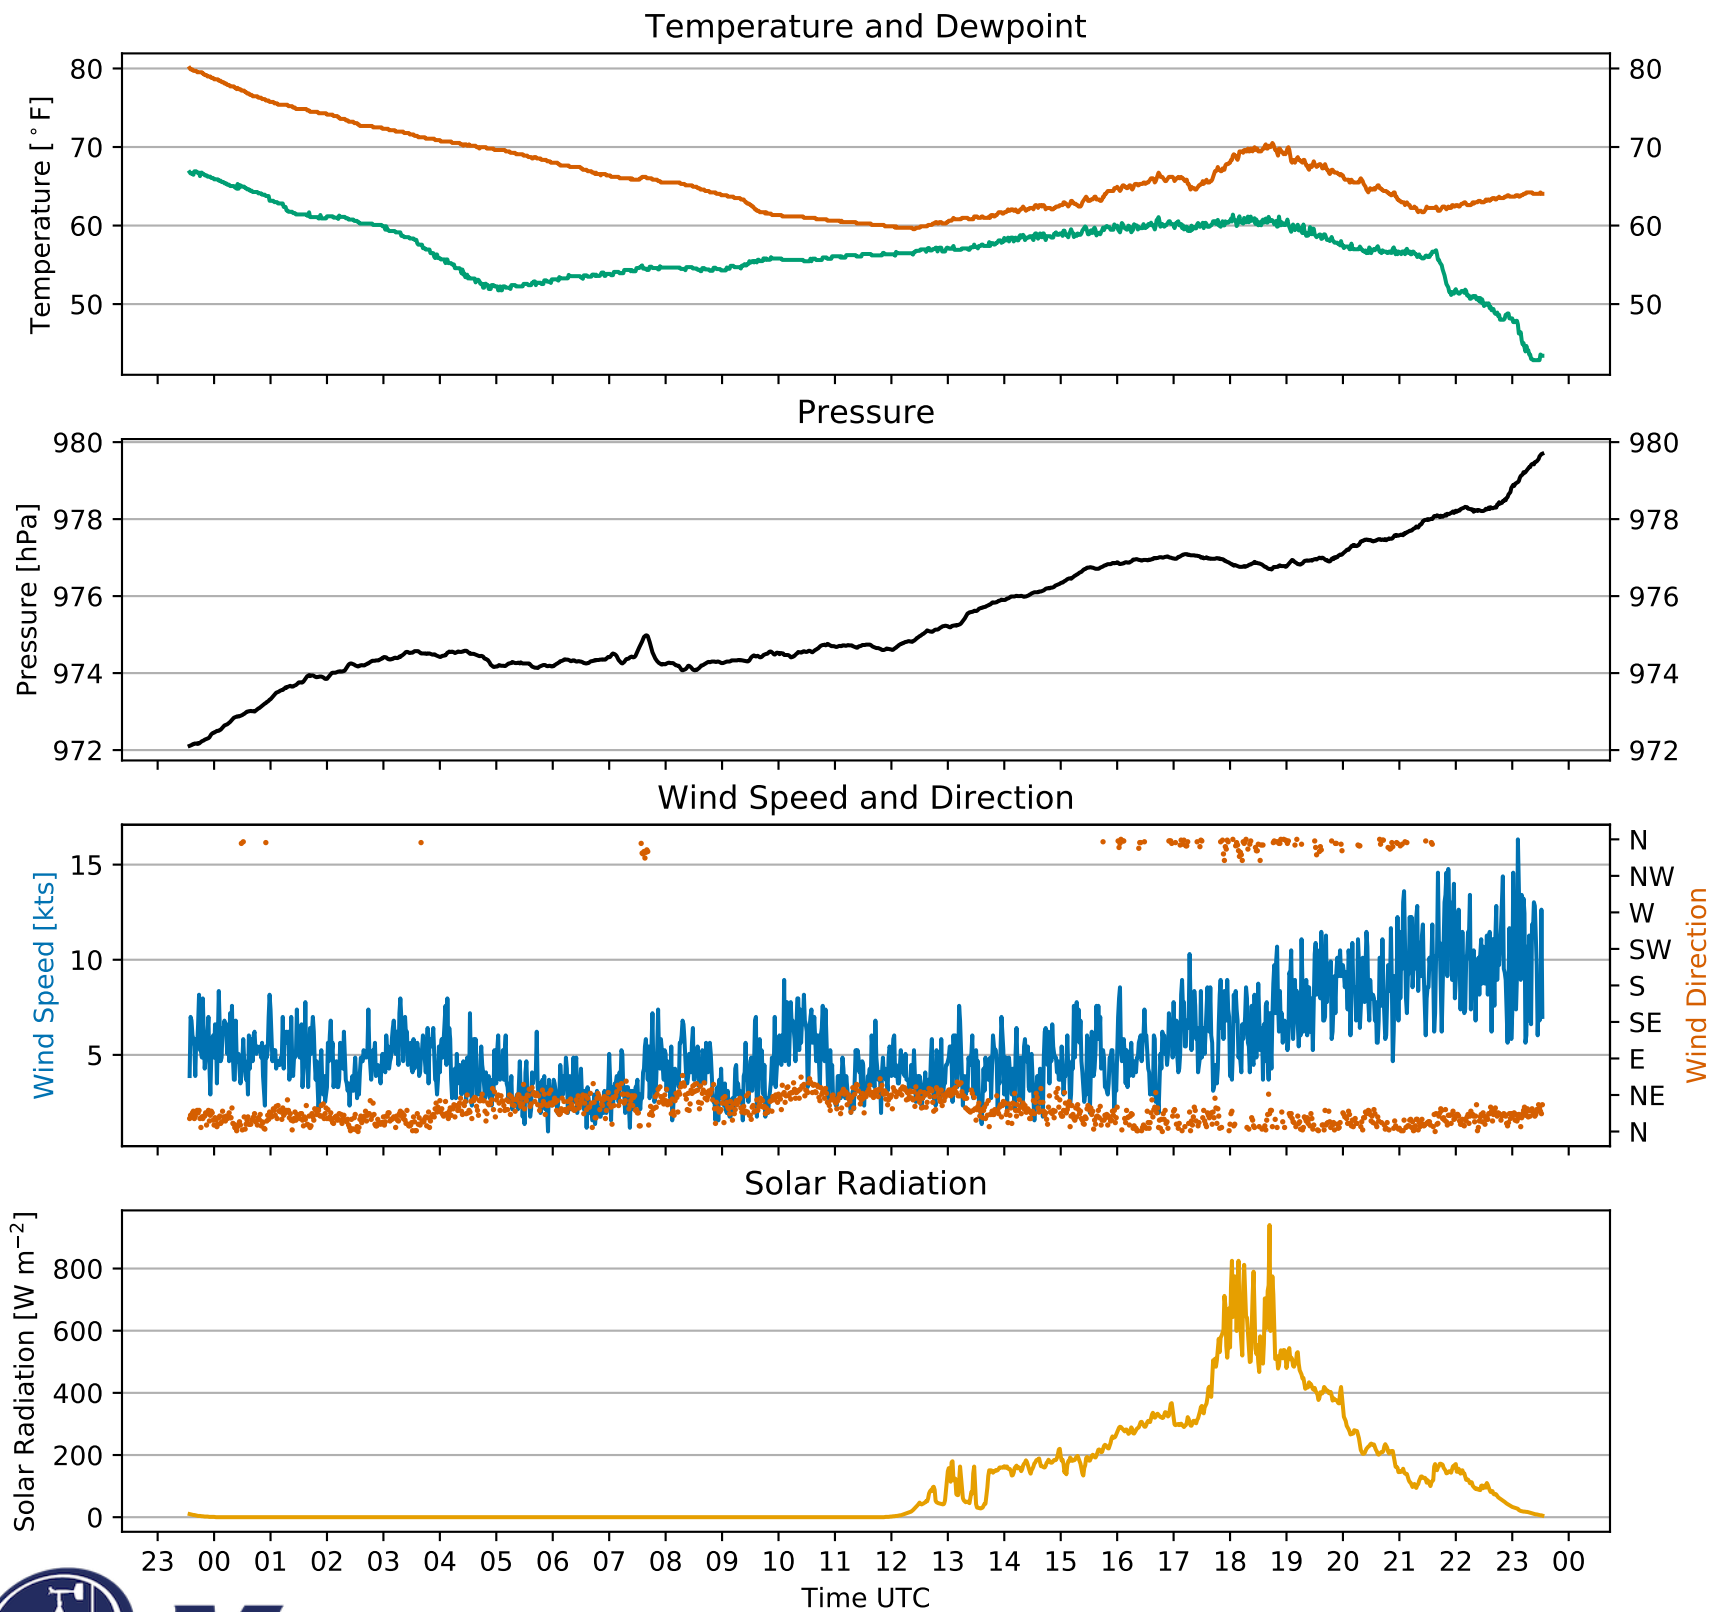 Temperature and Dewpoint
Temperature [°F]
80
70
60
50
80
70
60
50
Pressure
Pressure [hPa]
980
978
976
974
972
980
978
976
974
972
Wind Speed and Direction
Wind Speed [kts]
15
10
5
N
NW
W
SW
S
SE
E
NE
N
Wind Direction
Solar Radiation
Solar Radiation [W m⁻²]
800
600
400
200
0
23 00 01 02 03 04 05 06 07 08 09 10 11 12 13 14 15 16 17 18 19 20 21 22 23 00
Time UTC